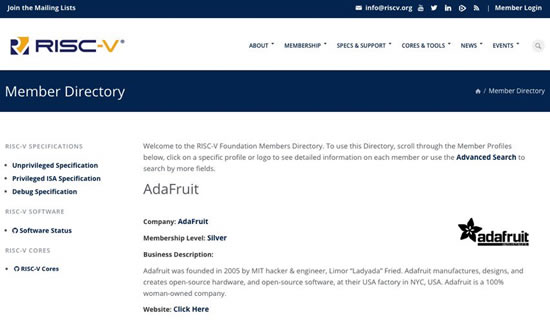 Join the Mailing Lists info@riscv.org | Member Login
RISC-V®
ABOUT MEMBERSHIP SPECS & SUPPORT CORES & TOOLS NEWS EVENTS
Member Directory
/ Member Directory
RISC-V SPECIFICATIONS
Unprivileged Specification
Privileged ISA Specification
Debug Specification
RISC-V SOFTWARE
Software Status
RISC-V CORES
RISC-V Cores
Welcome to the RISC-V Foundation Members Directory. To use this Directory, scroll through the Member Profiles
below, click on a specific profile or logo to see detailed information on each member or use the Advanced Search to
search by more fields.
AdaFruit
Company: AdaFruit
Membership Level: Silver
adafruit
Business Description:
Adafruit was founded in 2005 by MIT hacker & engineer, Limor "Ladyada" Fried. Adafruit manufactures, designs, and
creates open-source hardware, and open-source software, at their USA factory in NYC, USA. Adafruit is a 100%
woman-owned company.
Website: Click Here